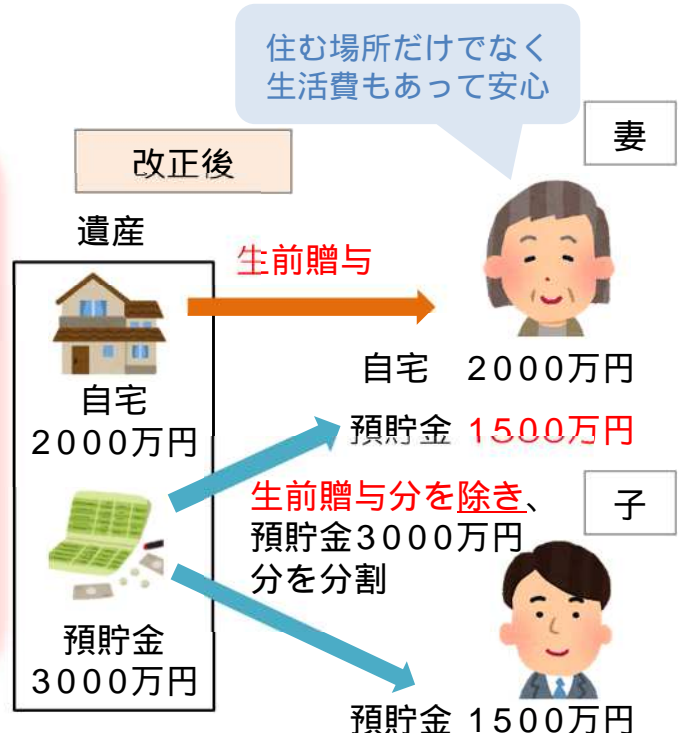 住む場所だけでなく
生活費もあって安心
妻
改正後
遺産
生前贈与
自宅
2000万円
自宅 2000万円
預貯金 1500万円
生前贈与分を除き、
預貯金3000万円
分を分割
子
預貯金
3000万円
預貯金 1500万円